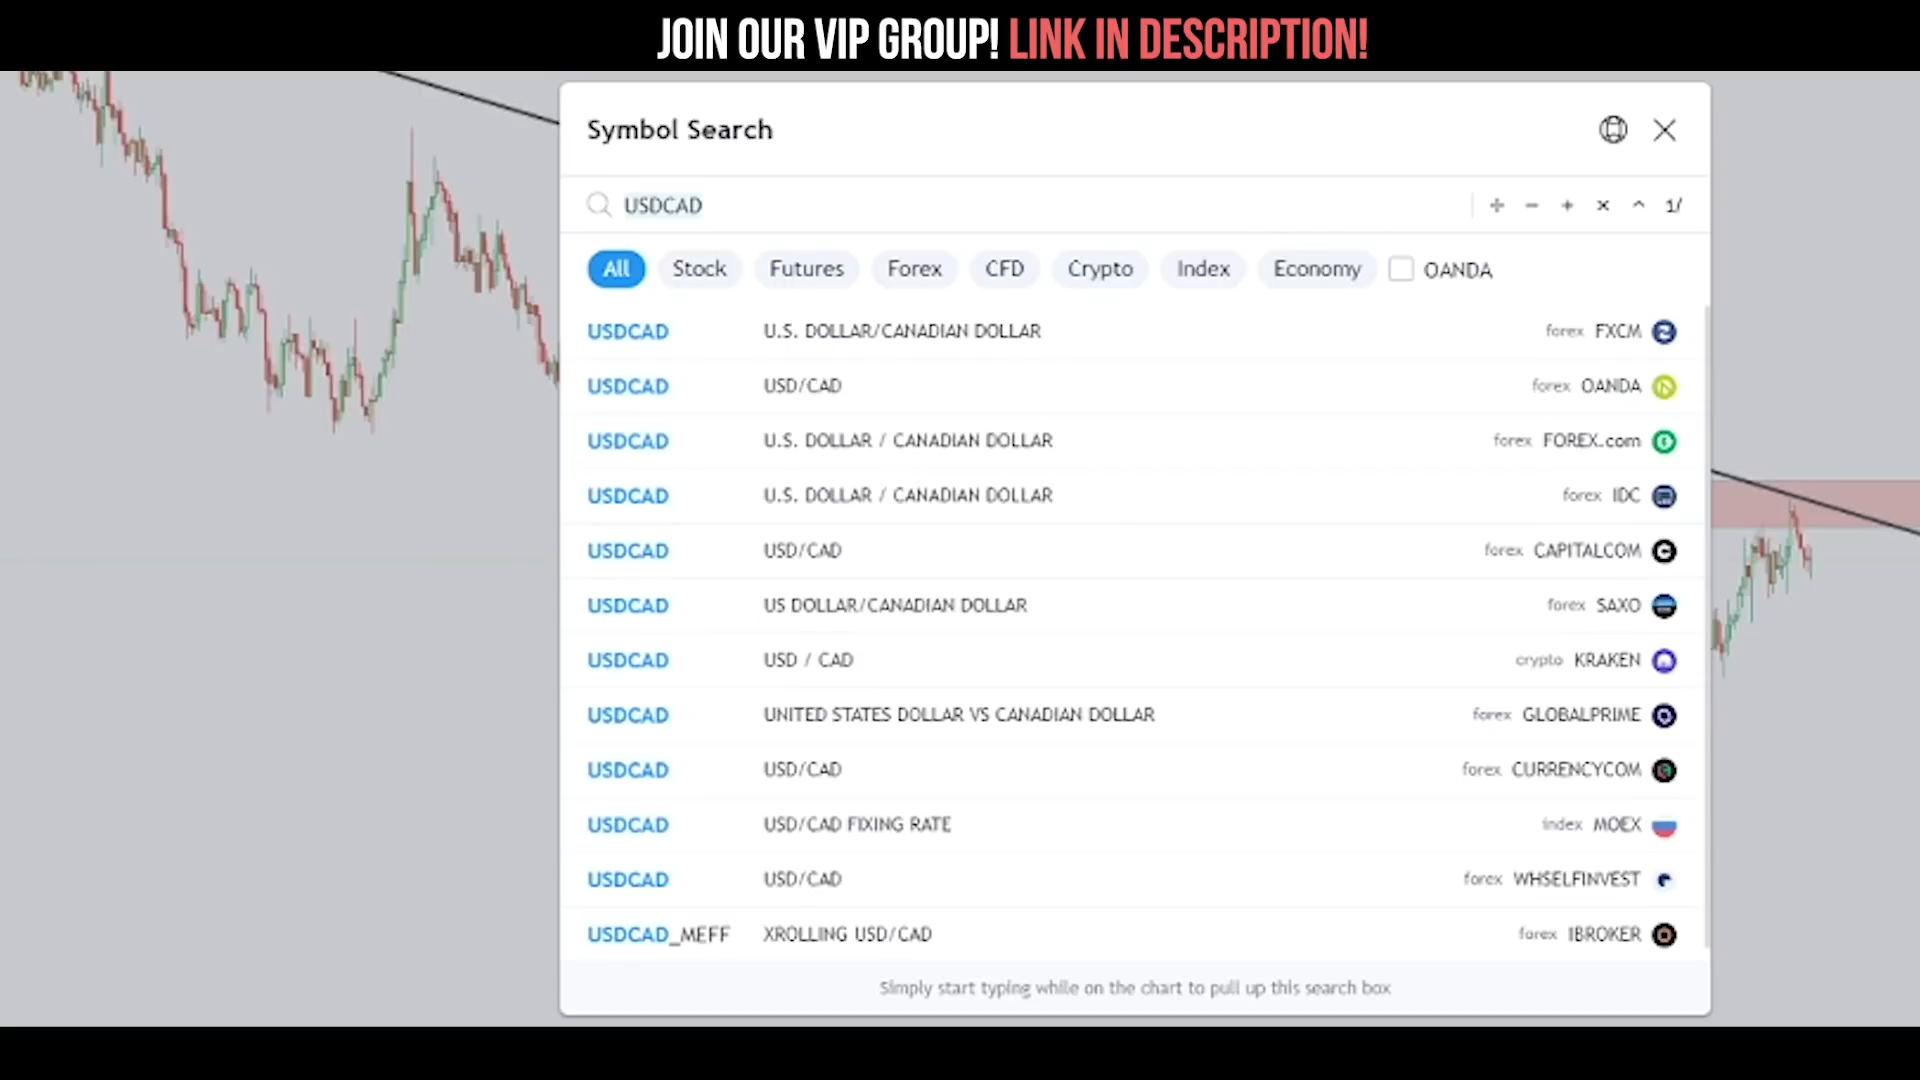 JOIN OUR VIP GROUP! LINK IN DESCRIPTION!
Symbol Search
USDCAD + − + × ^ 1/
All Stock Futures Forex CFD Crypto Index Economy OANDA
USDCAD U.S. DOLLAR/CANADIAN DOLLAR forex FXCM
USDCAD USD/CAD forex OANDA
USDCAD U.S. DOLLAR / CANADIAN DOLLAR forex FOREX.com
USDCAD U.S. DOLLAR / CANADIAN DOLLAR forex IDC
USDCAD USD/CAD forex CAPITALCOM
USDCAD US DOLLAR/CANADIAN DOLLAR forex SAXO
USDCAD USD / CAD crypto KRAKEN
USDCAD UNITED STATES DOLLAR VS CANADIAN DOLLAR forex GLOBALPRIME
USDCAD USD/CAD forex CURRENCYCOM
USDCAD USD/CAD FIXING RATE index MOEX
USDCAD USD/CAD forex WHSELFINVEST
USDCAD_MEFF XROLLING USD/CAD forex IBROKER
Simply start typing while on the chart to pull up this search box